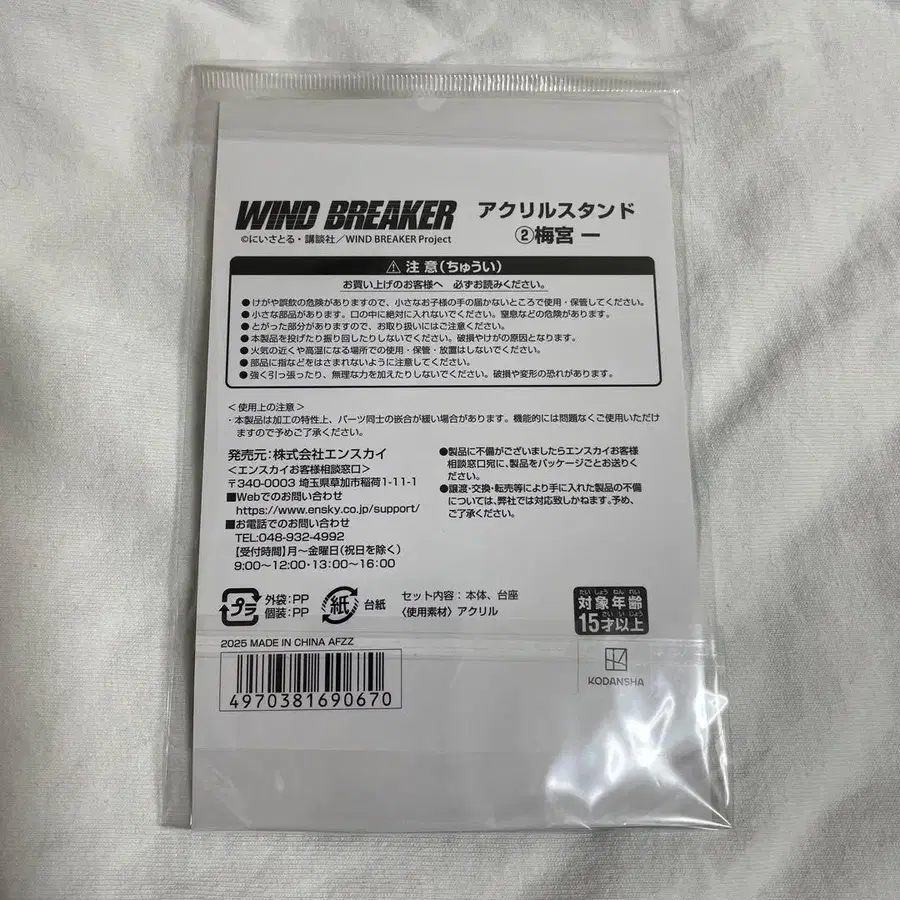 WIND BREAKER
アクリルスタンド
©にいさとる・講談社／WIND BREAKER Project
②梅宮 一
⚠ 注意(ちゅうい)
お買い上げのお客様へ 必ずお読みください。
●けがや誤飲の危険がありますので、小さなお子様の手の届かないところで使用・保管してください。
●小さな部品があります。口の中に絶対に入れないでください。窒息などの危険があります。
●とがった部分がありますので、お取り扱いにはご注意ください。
●本製品を投げたり振り回したりしないでください。破損やけがの原因となります。
●火気の近くや高温になる場所での使用・保管・放置はしないでください。
●部品に指などをはさまれないように注意してください。
●強く引っ張ったり、無理な力を加えたりしないでください。破損や変形の恐れがあります。
＜使用上の注意＞
・本製品は加工の特性上、パーツ同士の嵌合が緩い場合があります。機能的には問題なくご使用いただけ
ますので予めご了承ください。
発売元:株式会社エンスカイ
＜エンスカイお客様相談窓口＞
〒340-0003 埼玉県草加市稲荷1-11-1
■Webでのお問い合わせ
https://www.ensky.co.jp/support/
■お電話でのお問い合わせ
TEL:048-932-4992
【受付時間】月〜金曜日(祝日を除く)
9:00〜12:00・13:00〜16:00
●製品に不備がございましたらエンスカイお客様
相談窓口宛に、製品をパッケージごとお送りく
ださい。
●譲渡・交換・転売等により手に入れた製品の不備
については、弊社では対応致しかねます。予め、
ご了承ください。
プラ
外袋:PP
個装:PP
紙
台紙
セット内容：本体、台座
〈使用素材〉アクリル
たいしょうねんれい
対象年齢
さいいじょう
15才以上
2025 MADE IN CHINA AFZZ
4970381690670
KODANSHA